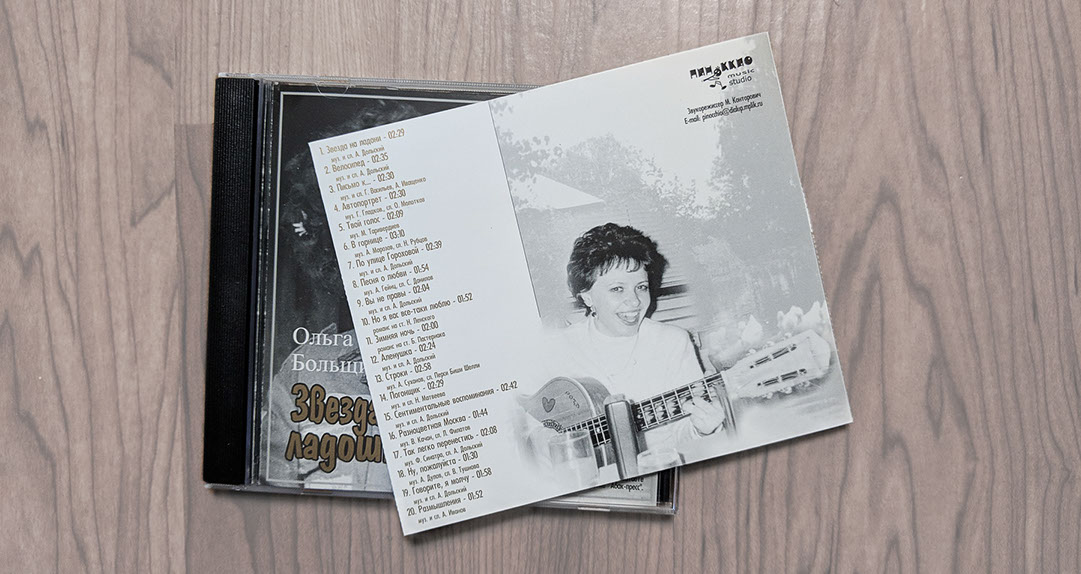 ПИНОККИО
music
studio
Звукорежиссер М. Канторович
E-mail: pinocchio@dialup.mplik.ru
1. Звезда на ладони - 02:29
муз. и сл. А. Дольский
2. Велосипед - 02:35
муз. и сл. А. Дольский
3. Письмо к... - 02:30
муз. и сл. Г. Васильев, А. Иващенко
4. Автопортрет - 02:30
муз. Г. Гладков, сл. О. Молотков
5. Твой голос - 02:09
муз. М. Таривердиев
6. В горнице - 03:10
муз. А. Морозов, сл. Н. Рубцов
7. По улице Гороховой - 02:39
муз. и сл. А. Дольский
8. Песня о любви - 01:54
муз. А. Гейнц, сл. С. Данилов
9. Вы не правы - 02:04
муз. и сл. А. Дольский
10. Но я вас все-таки люблю - 01:52
романс на ст. Н. Ленского
11. Зимняя ночь - 02:00
романс на ст. Б. Пастернака
12. Аленушка - 02:24
муз. и сл. А. Дольский
13. Строки - 02:58
муз. А. Суханов, сл. Перси Биши Шелли
14. Погонщик - 02:29
муз. и сл. Н. Матвеева
15. Сентиментальные воспоминания - 02:42
муз. и сл. А. Дольский
16. Разноцветная Москва - 01:44
муз. В. Качан, сл. Л. Филатов
17. Так легко перенестись - 02:08
муз. Ф. Синатра, сл. А. Дольский
18. Ну, пожалуйста - 01:30
муз. А. Дулов, сл. В. Тушнова
19. Говорите, я молчу - 01:58
муз. и сл. А. Дольский
20. Размышления - 01:52
муз. и сл. А. Иванов
Ольга
Больщ
Звезда
ладош
"АБАК-пресс".